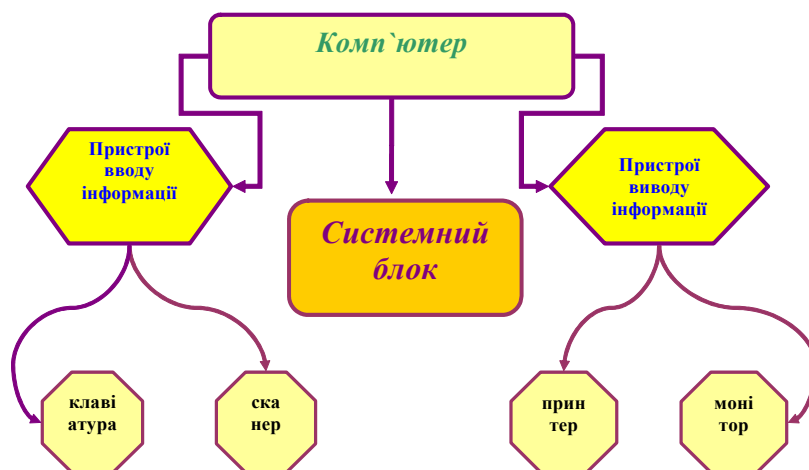 Комп`ютер
Пристрої
вводу
інформації
Пристрої
виводу
інформації
Системний
блок
клаві
атура
ска
нер
прин
тер
моні
тор